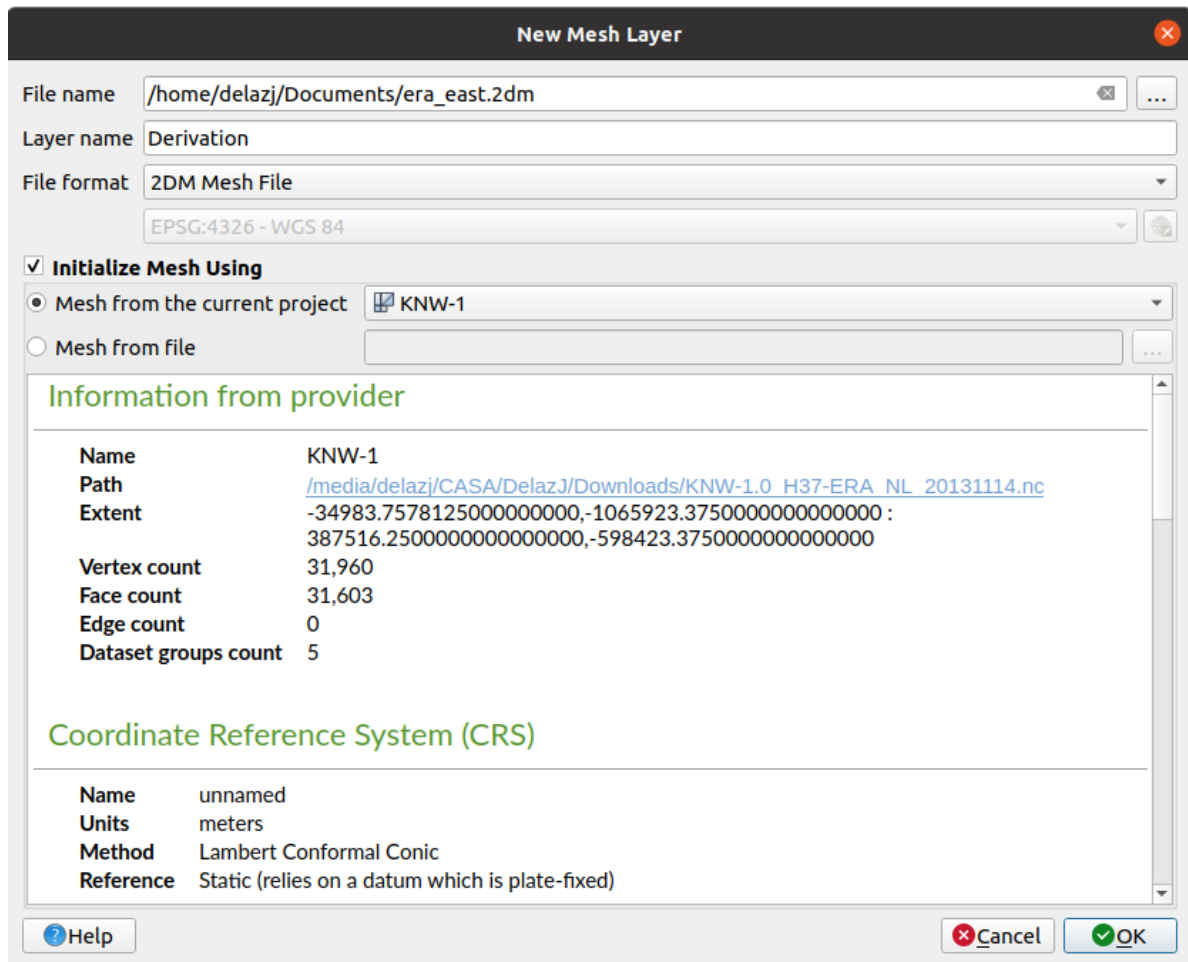 New Mesh Layer
File name /home/delazj/Documents/era_east.2dm ...
Layer name Derivation
File format 2DM Mesh File
EPSG:4326 - WGS 84
Initialize Mesh Using
Mesh from the current project KNW-1
Mesh from file ...
Information from provider
Name KNW-1
Path /media/delazj/CASA/DelazJ/Downloads/KNW-1.0_H37-ERA_NL_20131114.nc
Extent -34983.7578125000000000,-1065923.3750000000000000 :
387516.2500000000000000,-598423.3750000000000000
Vertex count 31,960
Face count 31,603
Edge count 0
Dataset groups count 5
Coordinate Reference System (CRS)
Name unnamed
Units meters
Method Lambert Conformal Conic
Reference Static (relies on a datum which is plate-fixed)
Help Cancel OK